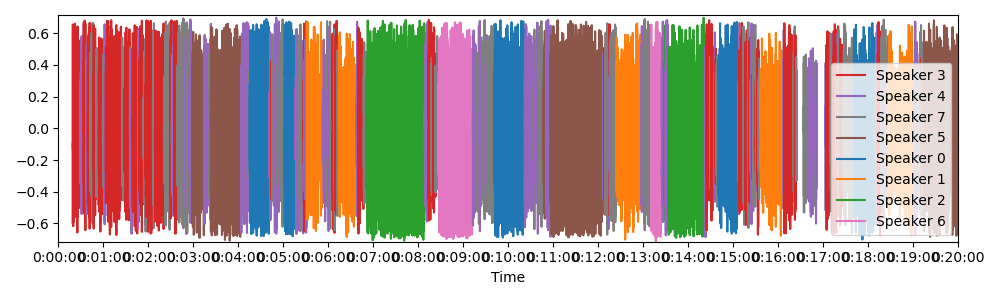 0.6
0.4
0.2
0.0
−0.2
−0.4
−0.6
Speaker 3
Speaker 4
Speaker 7
Speaker 5
Speaker 0
Speaker 1
Speaker 2
Speaker 6
0:00:00 0:01:00 0:02:00 0:03:00 0:04:00 0:05:00 0:06:00 0:07:00 0:08:00 0:09:00 0:10:00 0:11:00 0:12:00 0:13:00 0:14:00 0:15:00 0:16:00 0:17:00 0:18:00 0:19:00 0:20:00
Time